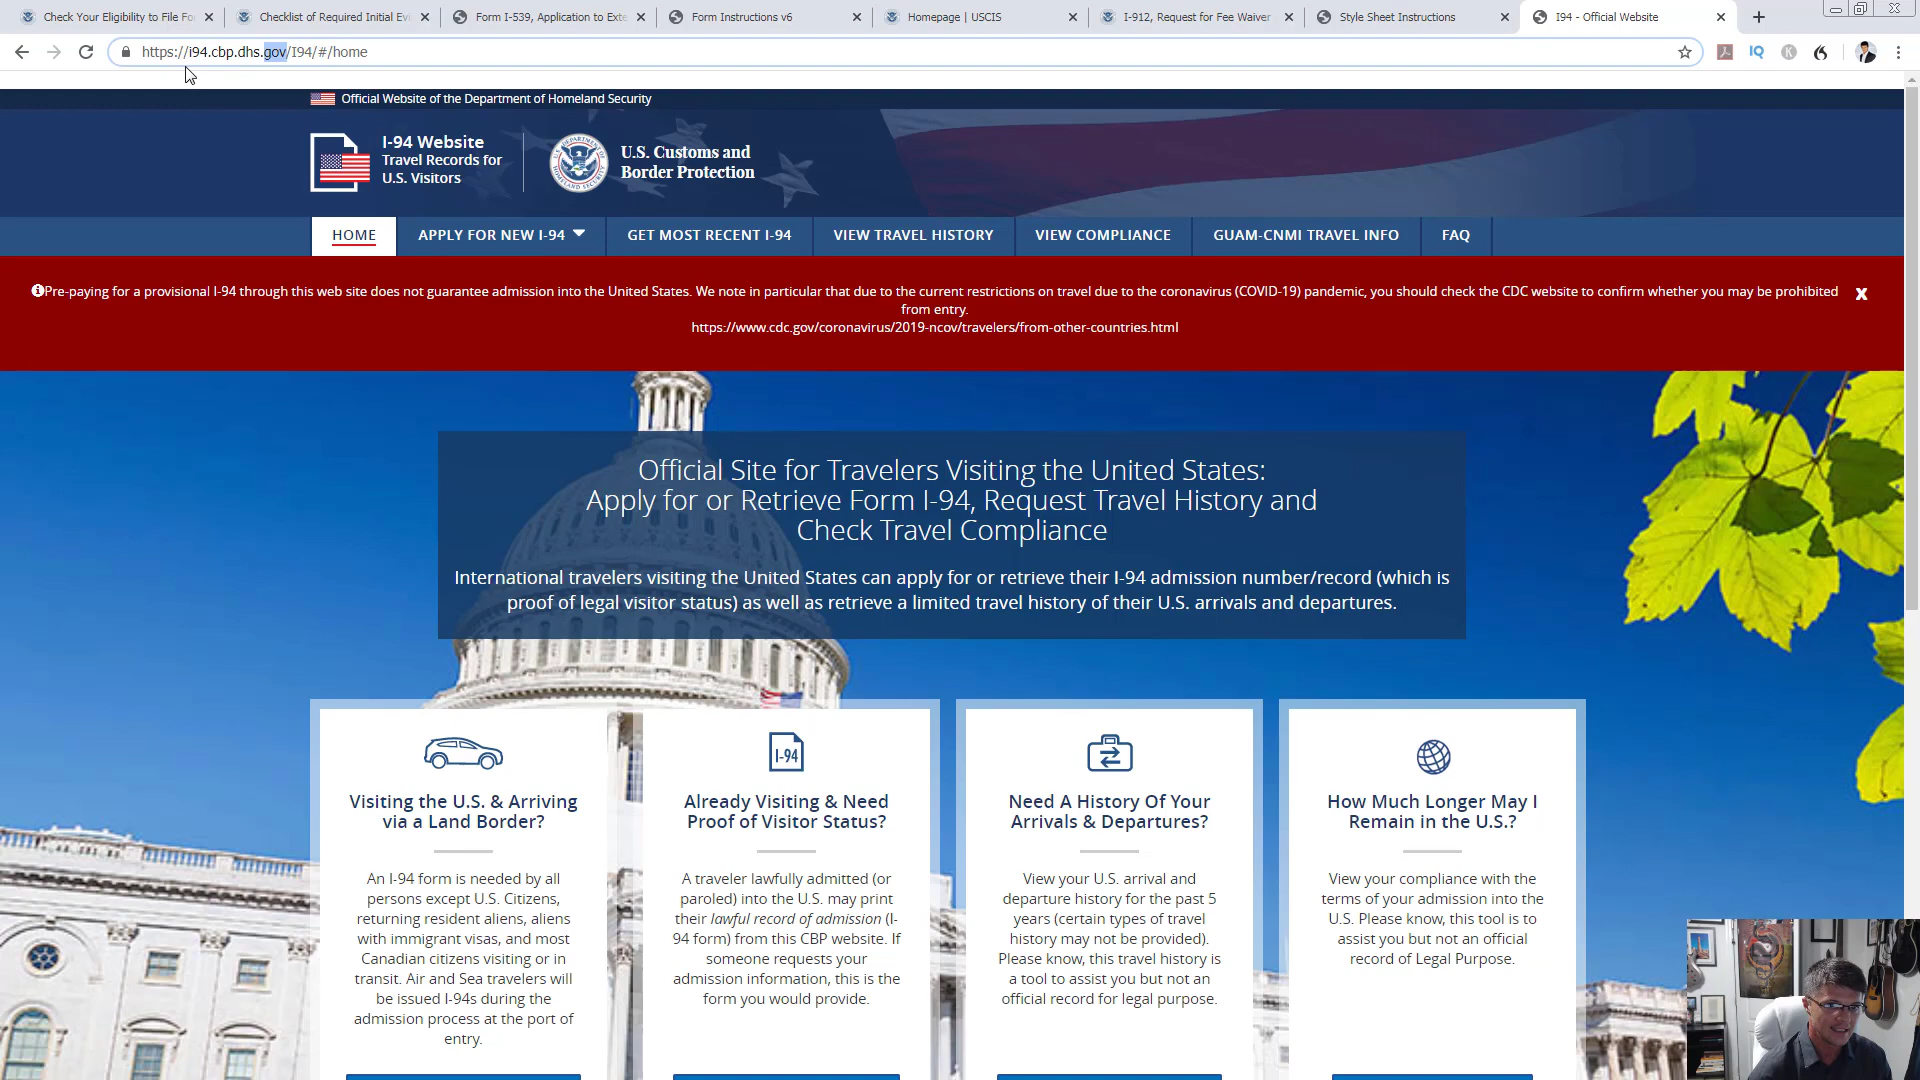 Check Your Eligibility to File Fo
Checklist of Required Initial Evi
Form I-539, Application to Exte
Form Instructions v6
Homepage | USCIS
I-912, Request for Fee Waiver
Style Sheet Instructions
I94 - Official Website
https://i94.cbp.dhs.gov/I94/#/home
Official Website of the Department of Homeland Security
I-94 Website
Travel Records for
U.S. Visitors
U.S. Customs and
Border Protection
HOME
APPLY FOR NEW I-94
GET MOST RECENT I-94
VIEW TRAVEL HISTORY
VIEW COMPLIANCE
GUAM-CNMI TRAVEL INFO
FAQ
Pre-paying for a provisional I-94 through this web site does not guarantee admission into the United States. We note in particular that due to the current restrictions on travel due to the coronavirus (COVID-19) pandemic, you should check the CDC website to confirm whether you may be prohibited
from entry.
https://www.cdc.gov/coronavirus/2019-ncov/travelers/from-other-countries.html
X
Official Site for Travelers Visiting the United States:
Apply for or Retrieve Form I-94, Request Travel History and
Check Travel Compliance
International travelers visiting the United States can apply for or retrieve their I-94 admission number/record (which is
proof of legal visitor status) as well as retrieve a limited travel history of their U.S. arrivals and departures.
Visiting the U.S. & Arriving
via a Land Border?
An I-94 form is needed by all
persons except U.S. Citizens,
returning resident aliens, aliens
with immigrant visas, and most
Canadian citizens visiting or in
transit. Air and Sea travelers will
be issued I-94s during the
admission process at the port of
entry.
I-94
Already Visiting & Need
Proof of Visitor Status?
A traveler lawfully admitted (or
paroled) into the U.S. may print
their lawful record of admission (I-
94 form) from this CBP website. If
someone requests your
admission information, this is the
form you would provide.
Need A History Of Your
Arrivals & Departures?
View your U.S. arrival and
departure history for the past 5
years (certain types of travel
history may not be provided).
Please know, this travel history is
a tool to assist you but not an
official record for legal purpose.
How Much Longer May I
Remain in the U.S.?
View your compliance with the
terms of your admission into the
U.S. Please know, this tool is to
assist you but not an official
record of Legal Purpose.